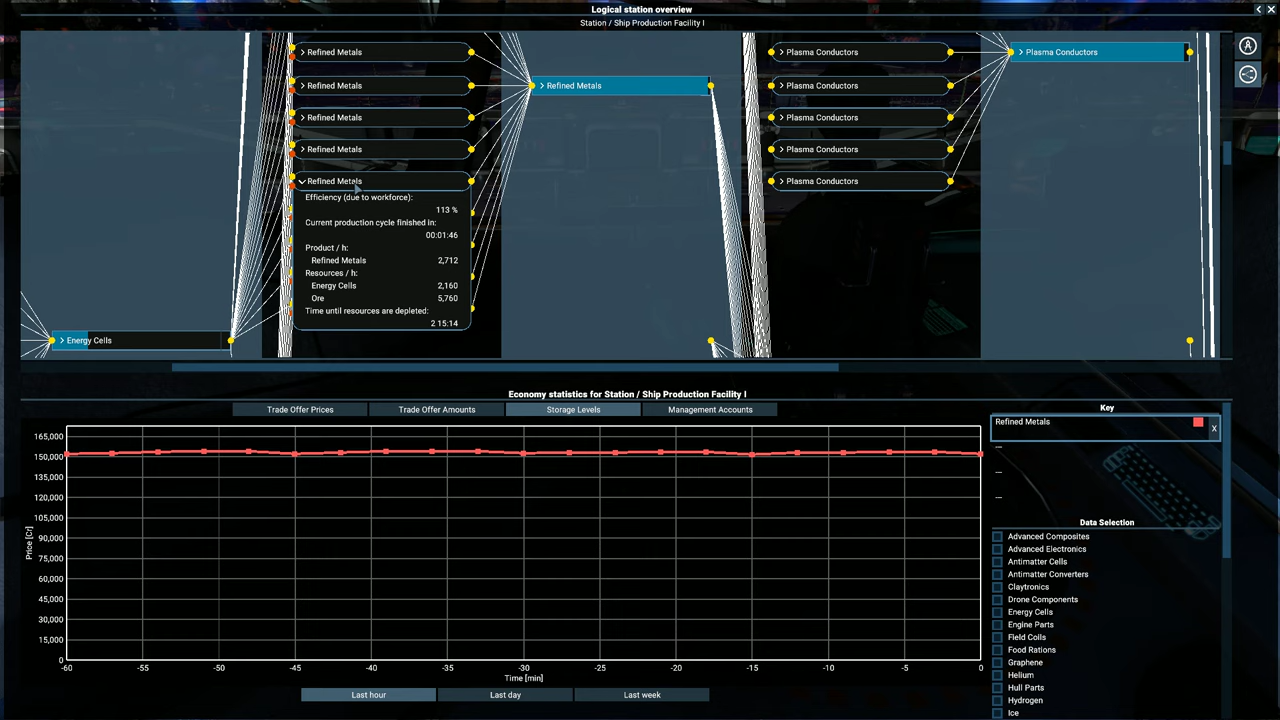 Logical station overview
Station / Ship Production Facility I
Refined Metals
Plasma Conductors
Plasma Conductors
Refined Metals
Refined Metals
Plasma Conductors
Refined Metals
Plasma Conductors
Refined Metals
Plasma Conductors
Refined Metals
Plasma Conductors
Efficiency (due to workforce):
113 %
Current production cycle finished in:
00:01:46
Product / h:
Refined Metals 2,712
Resources / h:
Energy Cells 2,160
Ore 5,760
Time until resources are depleted:
2 15:14
Energy Cells
Economy statistics for Station / Ship Production Facility I
Trade Offer Prices
Trade Offer Amounts
Storage Levels
Management Accounts
Price [Cr]
165,000
150,000
135,000
120,000
105,000
90,000
75,000
60,000
45,000
30,000
15,000
0
-60 -55 -50 -45 -40 -35 -30 -25 -20 -15 -10 -5 0
Time [min]
Last hour
Last day
Last week
Key
Refined Metals
X
Data Selection
Advanced Composites
Advanced Electronics
Antimatter Cells
Antimatter Converters
Claytronics
Drone Components
Energy Cells
Engine Parts
Field Coils
Food Rations
Graphene
Helium
Hull Parts
Hydrogen
Ice